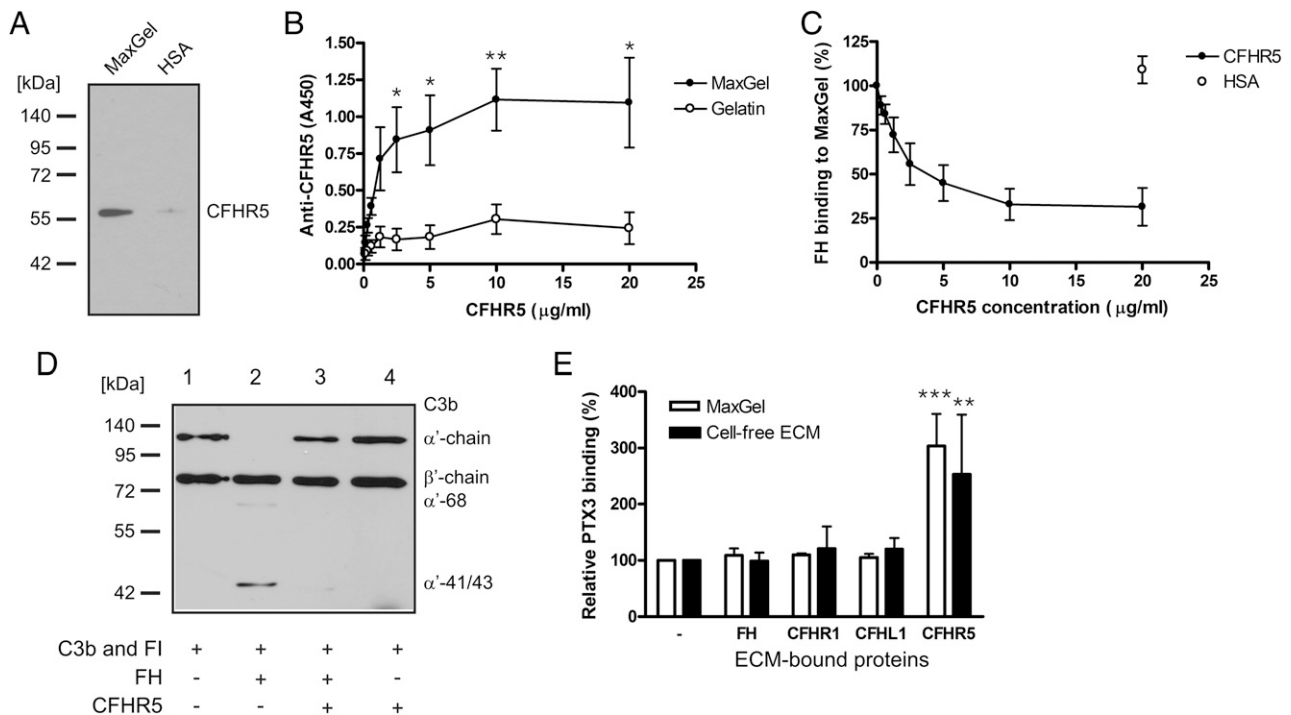 A
MaxGel
HSA
[kDa]
140
95
72
55
42
CFHR5
B
Anti-CFHR5 (A450)
1.50
1.25
1.00
0.75
0.50
0.25
0.00
0
5
10
15
20
25
CFHR5 (μg/ml)
*
*
**
*
MaxGel
Gelatin
C
FH binding to MaxGel (%)
125
100
75
50
25
0
0
5
10
15
20
25
CFHR5 concentration ( μg/ml)
CFHR5
HSA
D
[kDa]
1 2 3 4
140
95
72
55
42
C3b
α’-chain
β’-chain
α’-68
α’-41/43
C3b and FI + + + +
FH - + + -
CFHR5 - - + +
E
Relative PTX3 binding (%)
400
300
200
100
0
MaxGel
Cell-free ECM
*** **
- FH CFHR1 CFHL1 CFHR5
ECM-bound proteins